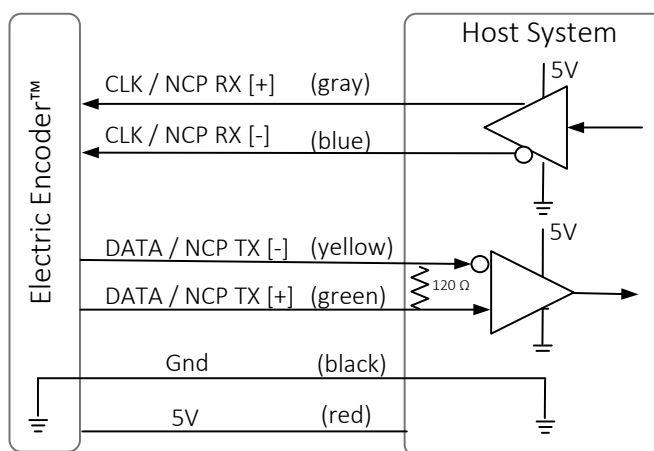 Host System
5V
CLK / NCP RX [+] (gray)
CLK / NCP RX [-] (blue)
Electric Encoder™
5V
DATA / NCP TX [-] (yellow)
120 Ω
DATA / NCP TX [+] (green)
Gnd (black)
5V (red)